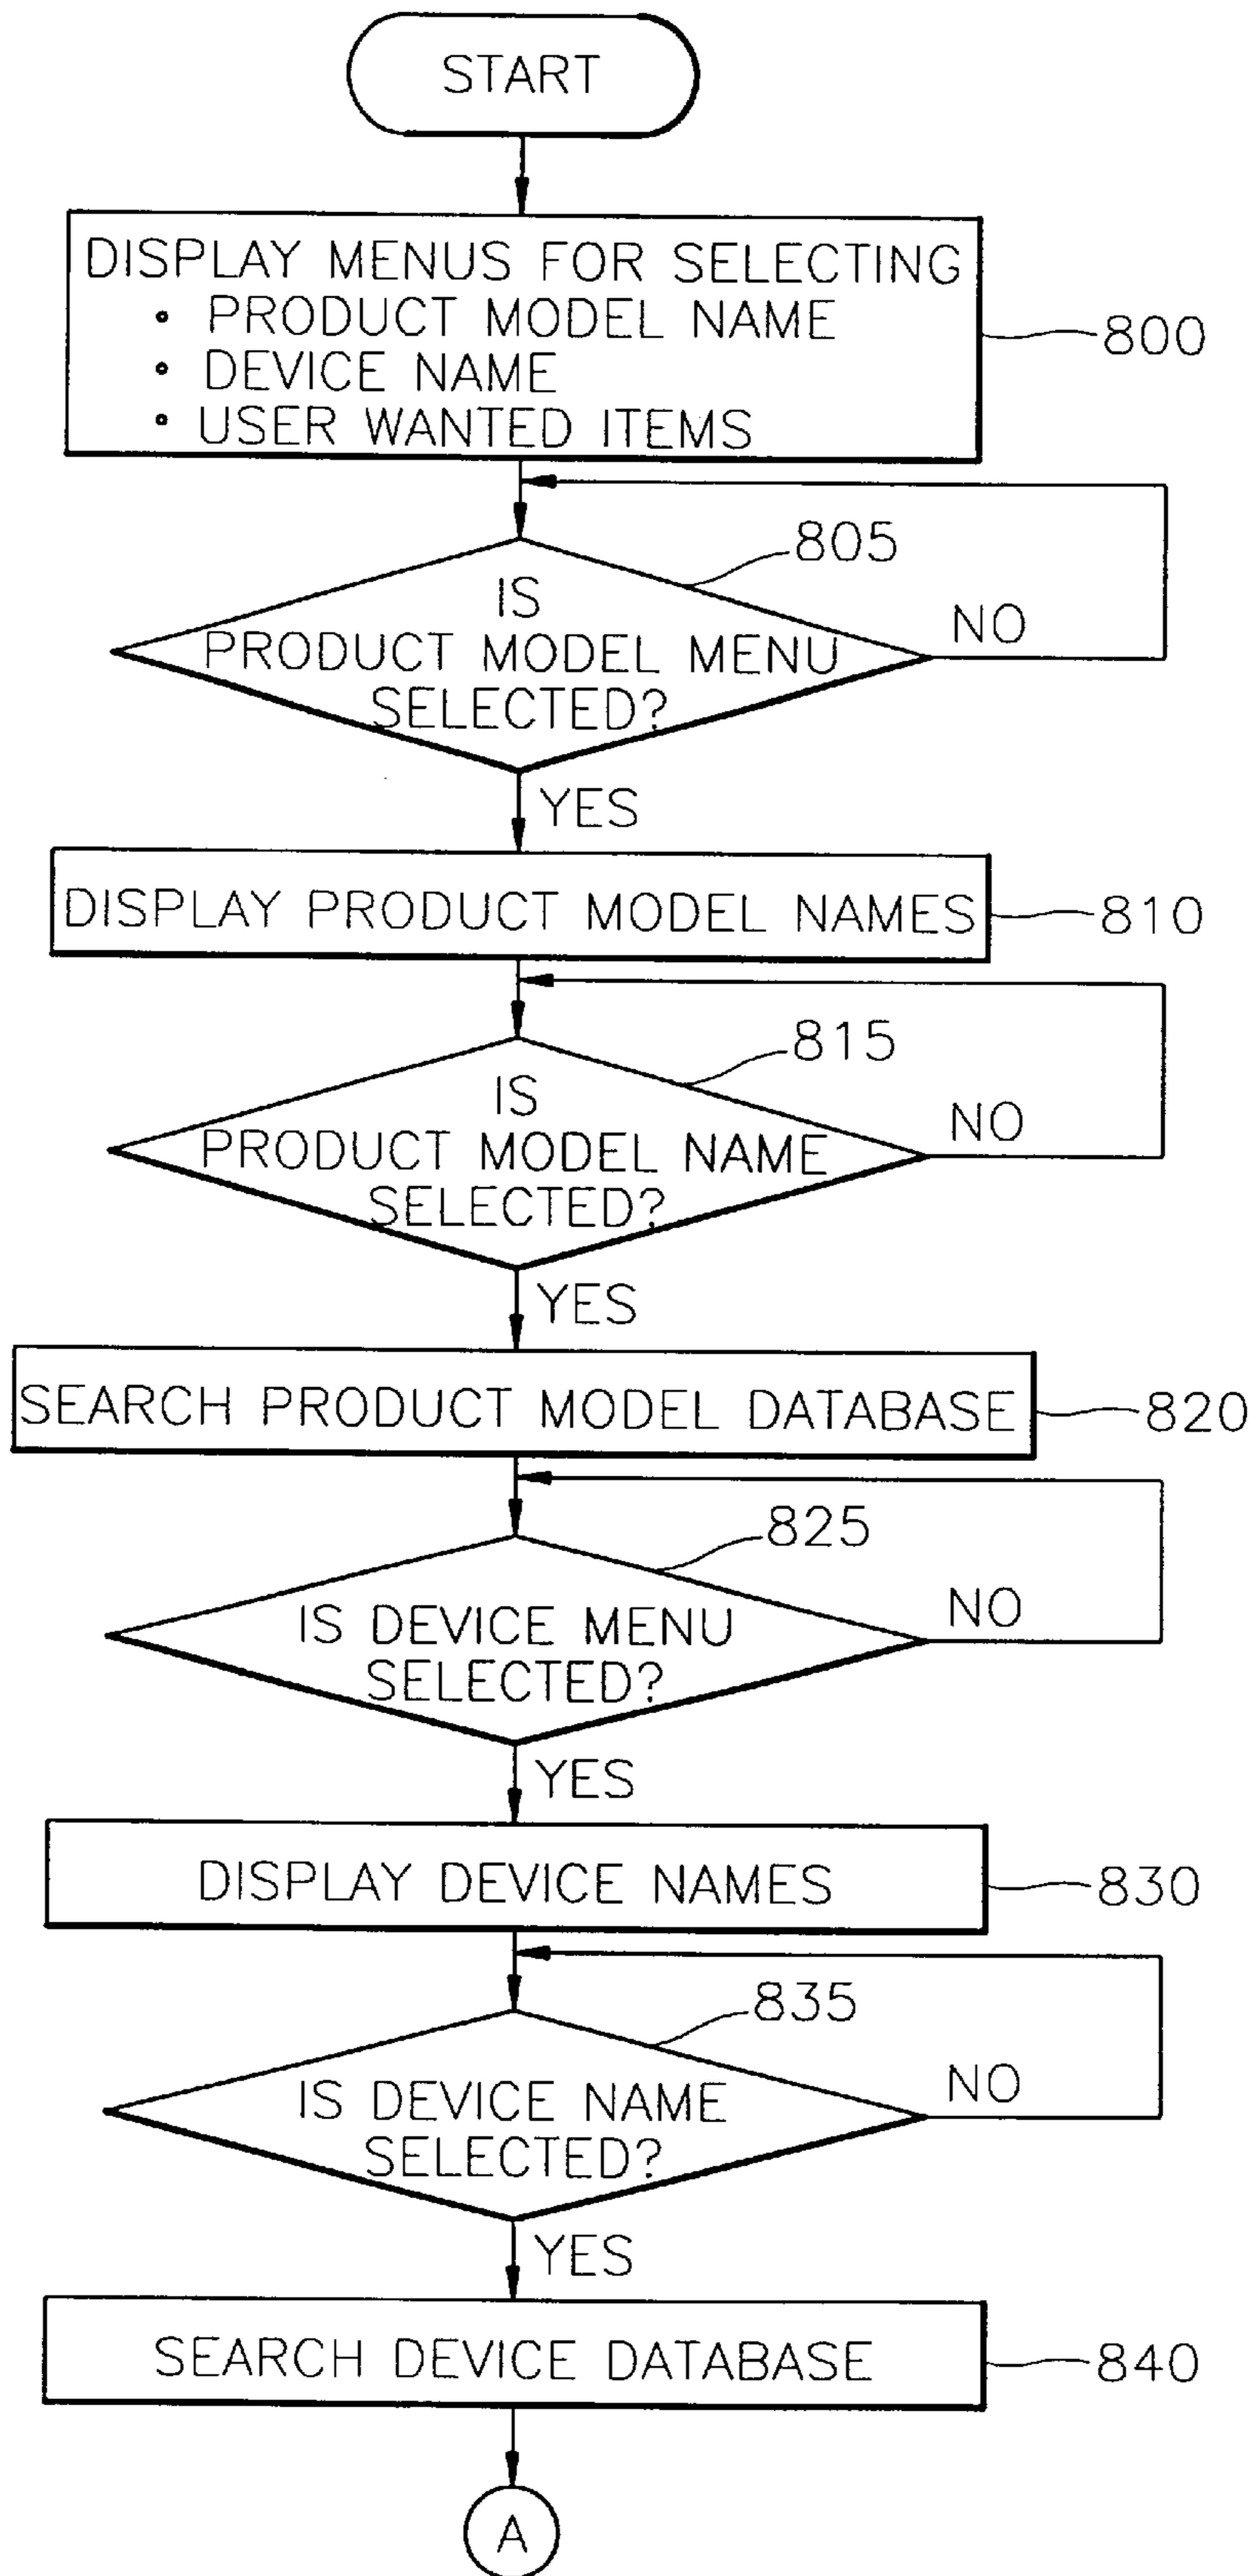 START
DISPLAY MENUS FOR SELECTING
• PRODUCT MODEL NAME
• DEVICE NAME
• USER WANTED ITEMS
800
805
IS
PRODUCT MODEL MENU
SELECTED?
NO
YES
DISPLAY PRODUCT MODEL NAMES
810
815
IS
PRODUCT MODEL NAME
SELECTED?
NO
YES
SEARCH PRODUCT MODEL DATABASE
820
825
IS DEVICE MENU
SELECTED?
NO
YES
DISPLAY DEVICE NAMES
830
835
IS DEVICE NAME
SELECTED?
NO
YES
SEARCH DEVICE DATABASE
840
A